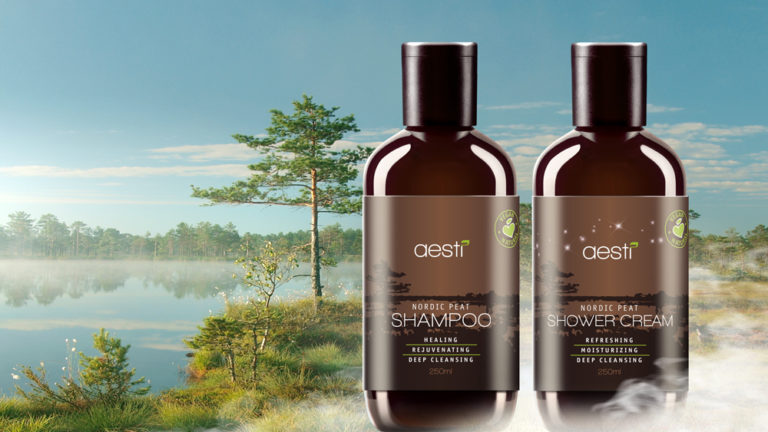 aesti
NORDIC PEAT
SHAMPOO
HEALING
REJUVENATING
DEEP CLEANSING
250ml
aesti
NORDIC PEAT
SHOWER CREAM
REFRESHING
MOISTURIZING
DEEP CLEANSING
250ml